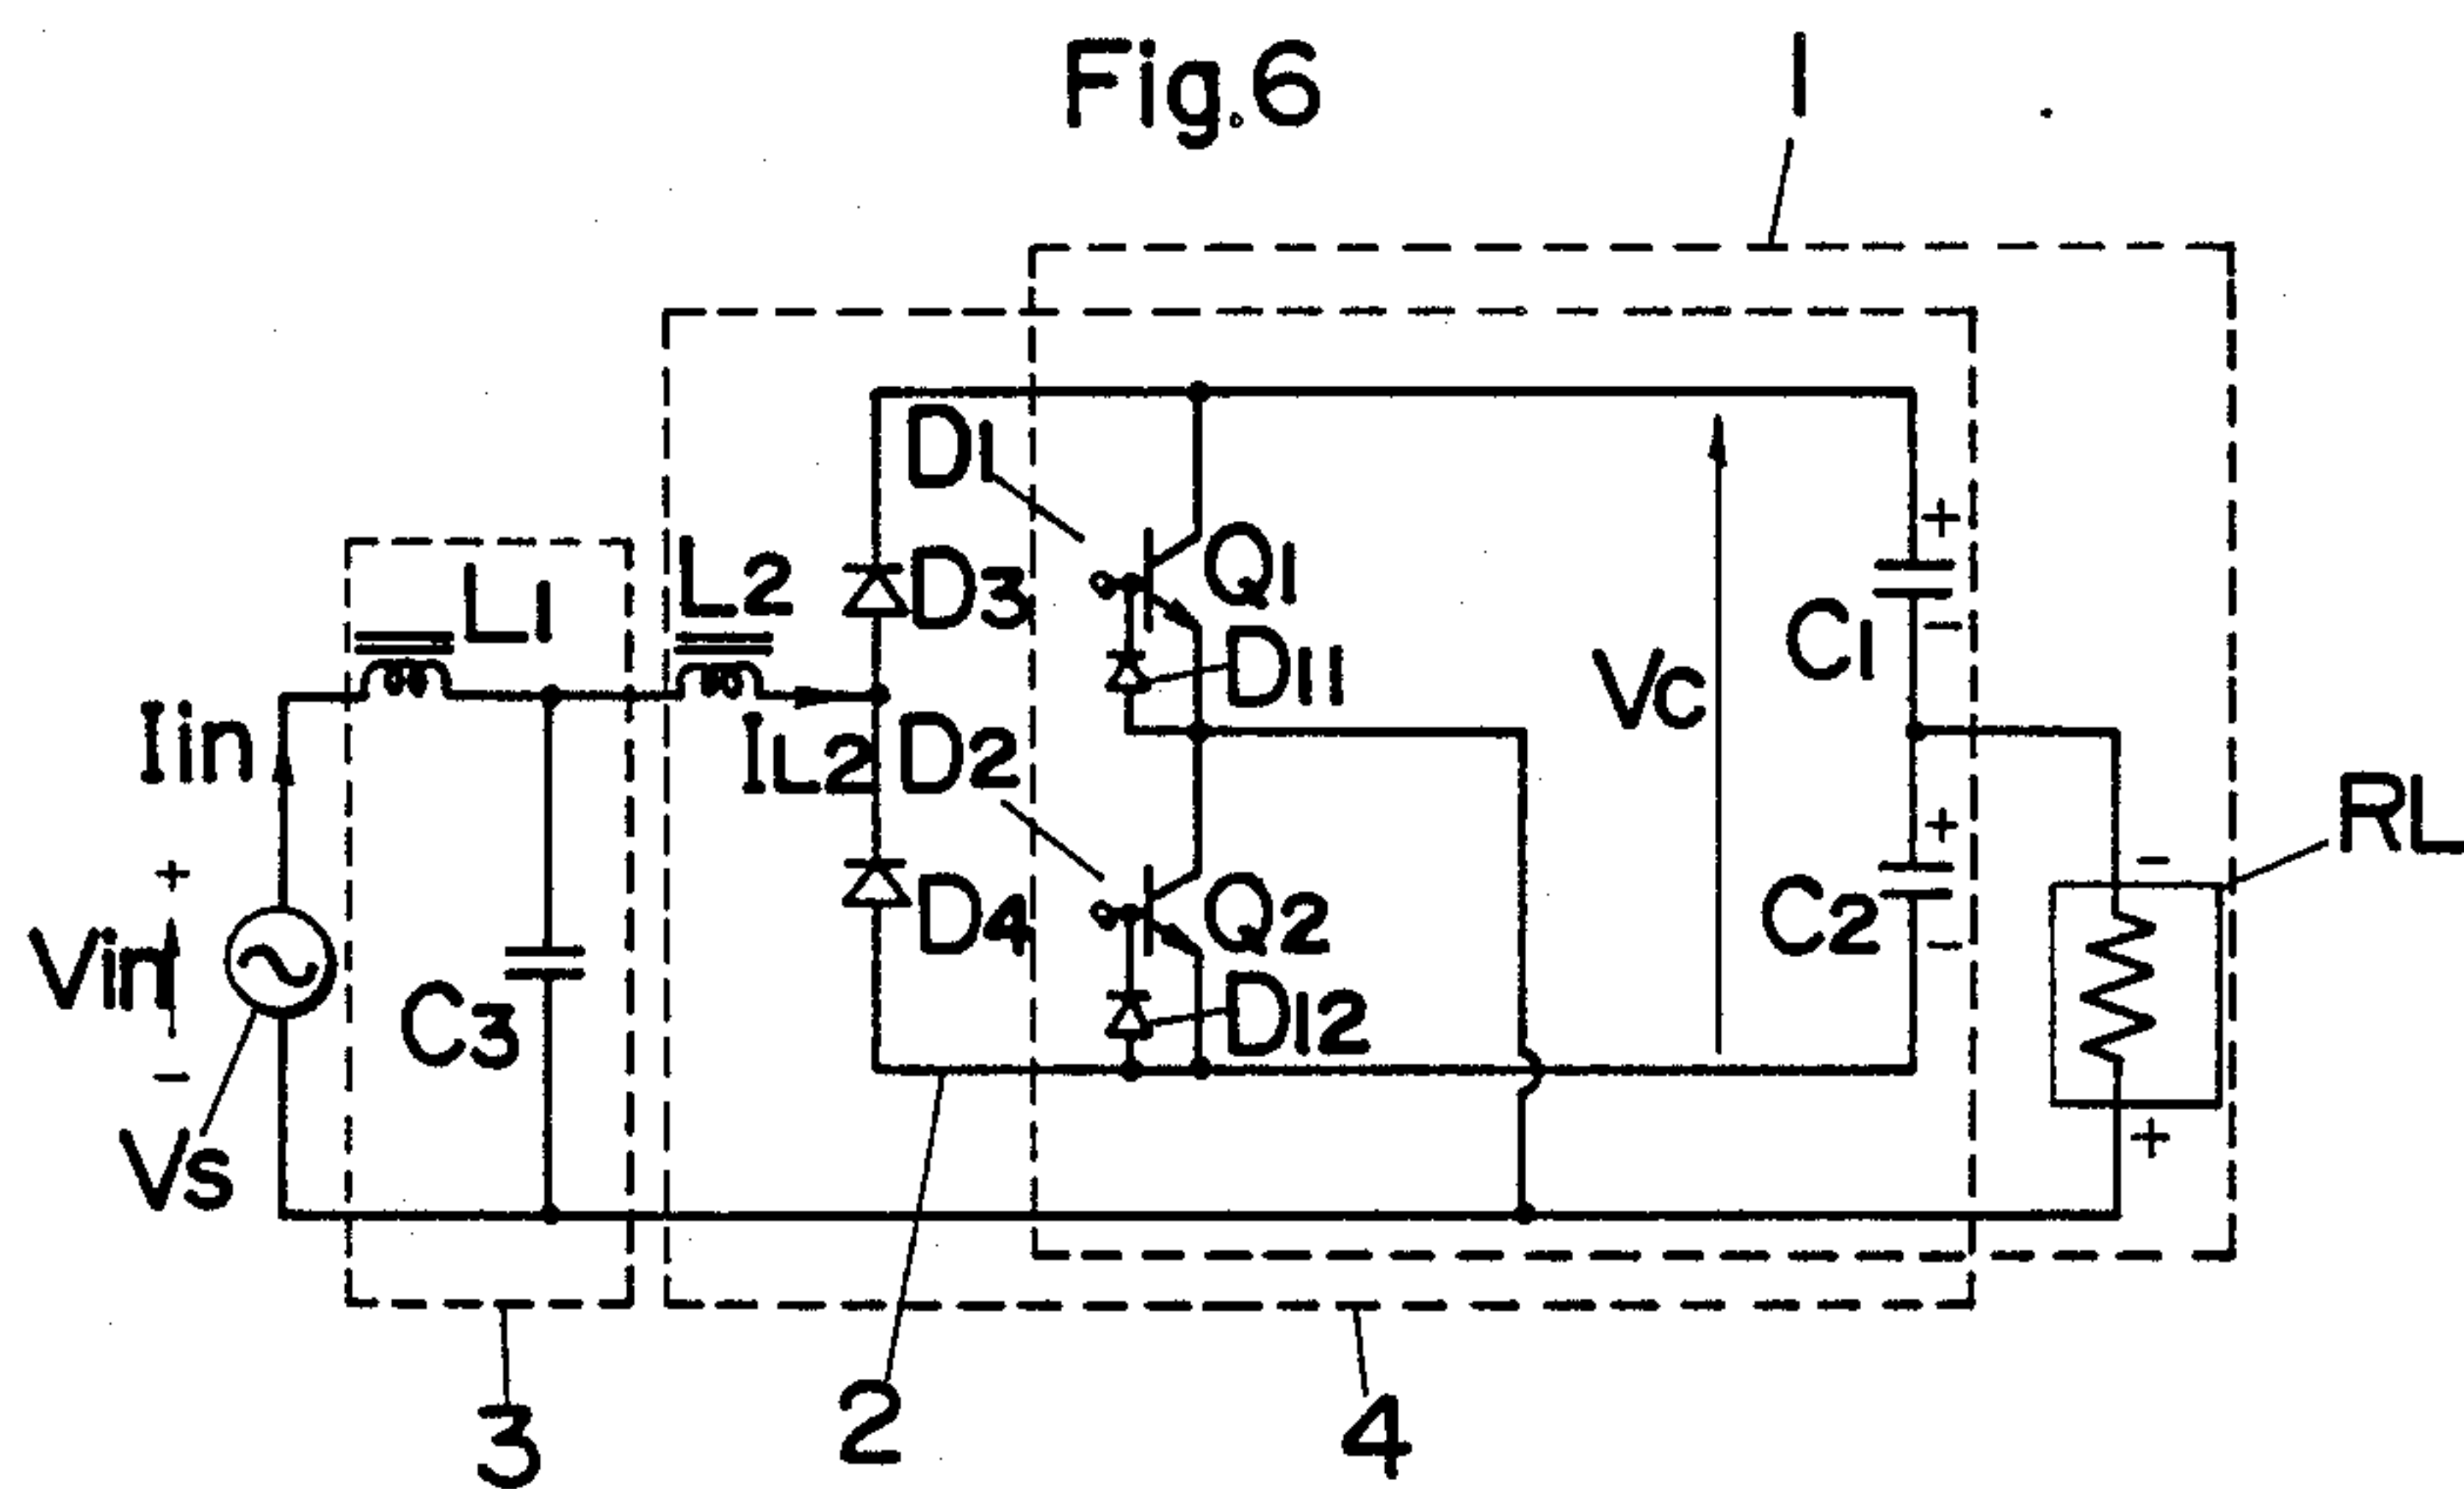 Fig.6
1
D1
Q1
L1
L2
D3
D11
C1
+
−
Iin
IL2
D2
Vc
RL
+
Vin
−
Vs
C3
D4
Q2
D12
C2
+
−
−
+
3
2
4